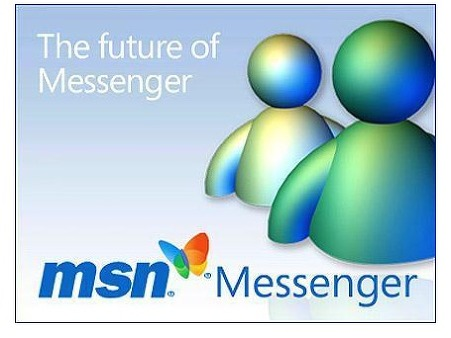 The future of
Messenger
msn® ® Messenger